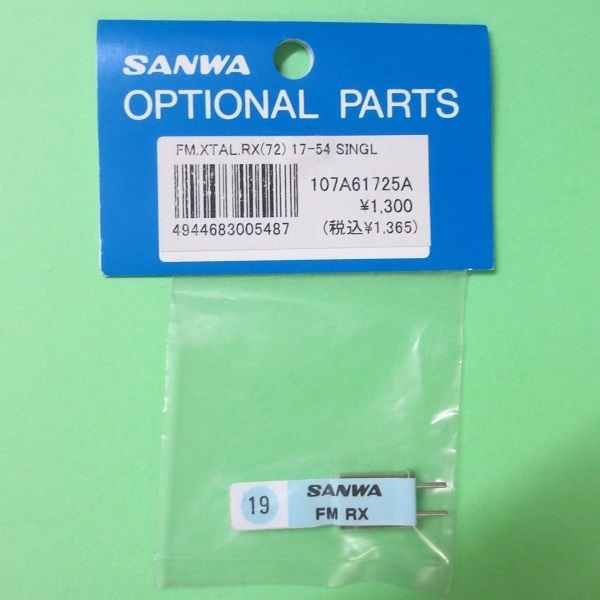 SANWA
OPTIONAL PARTS
FM.XTAL.RX(72) 17-54 SINGL
107A61725A
¥1,300
4944683005487
(税込¥1,365)
19
SANWA
FM RX